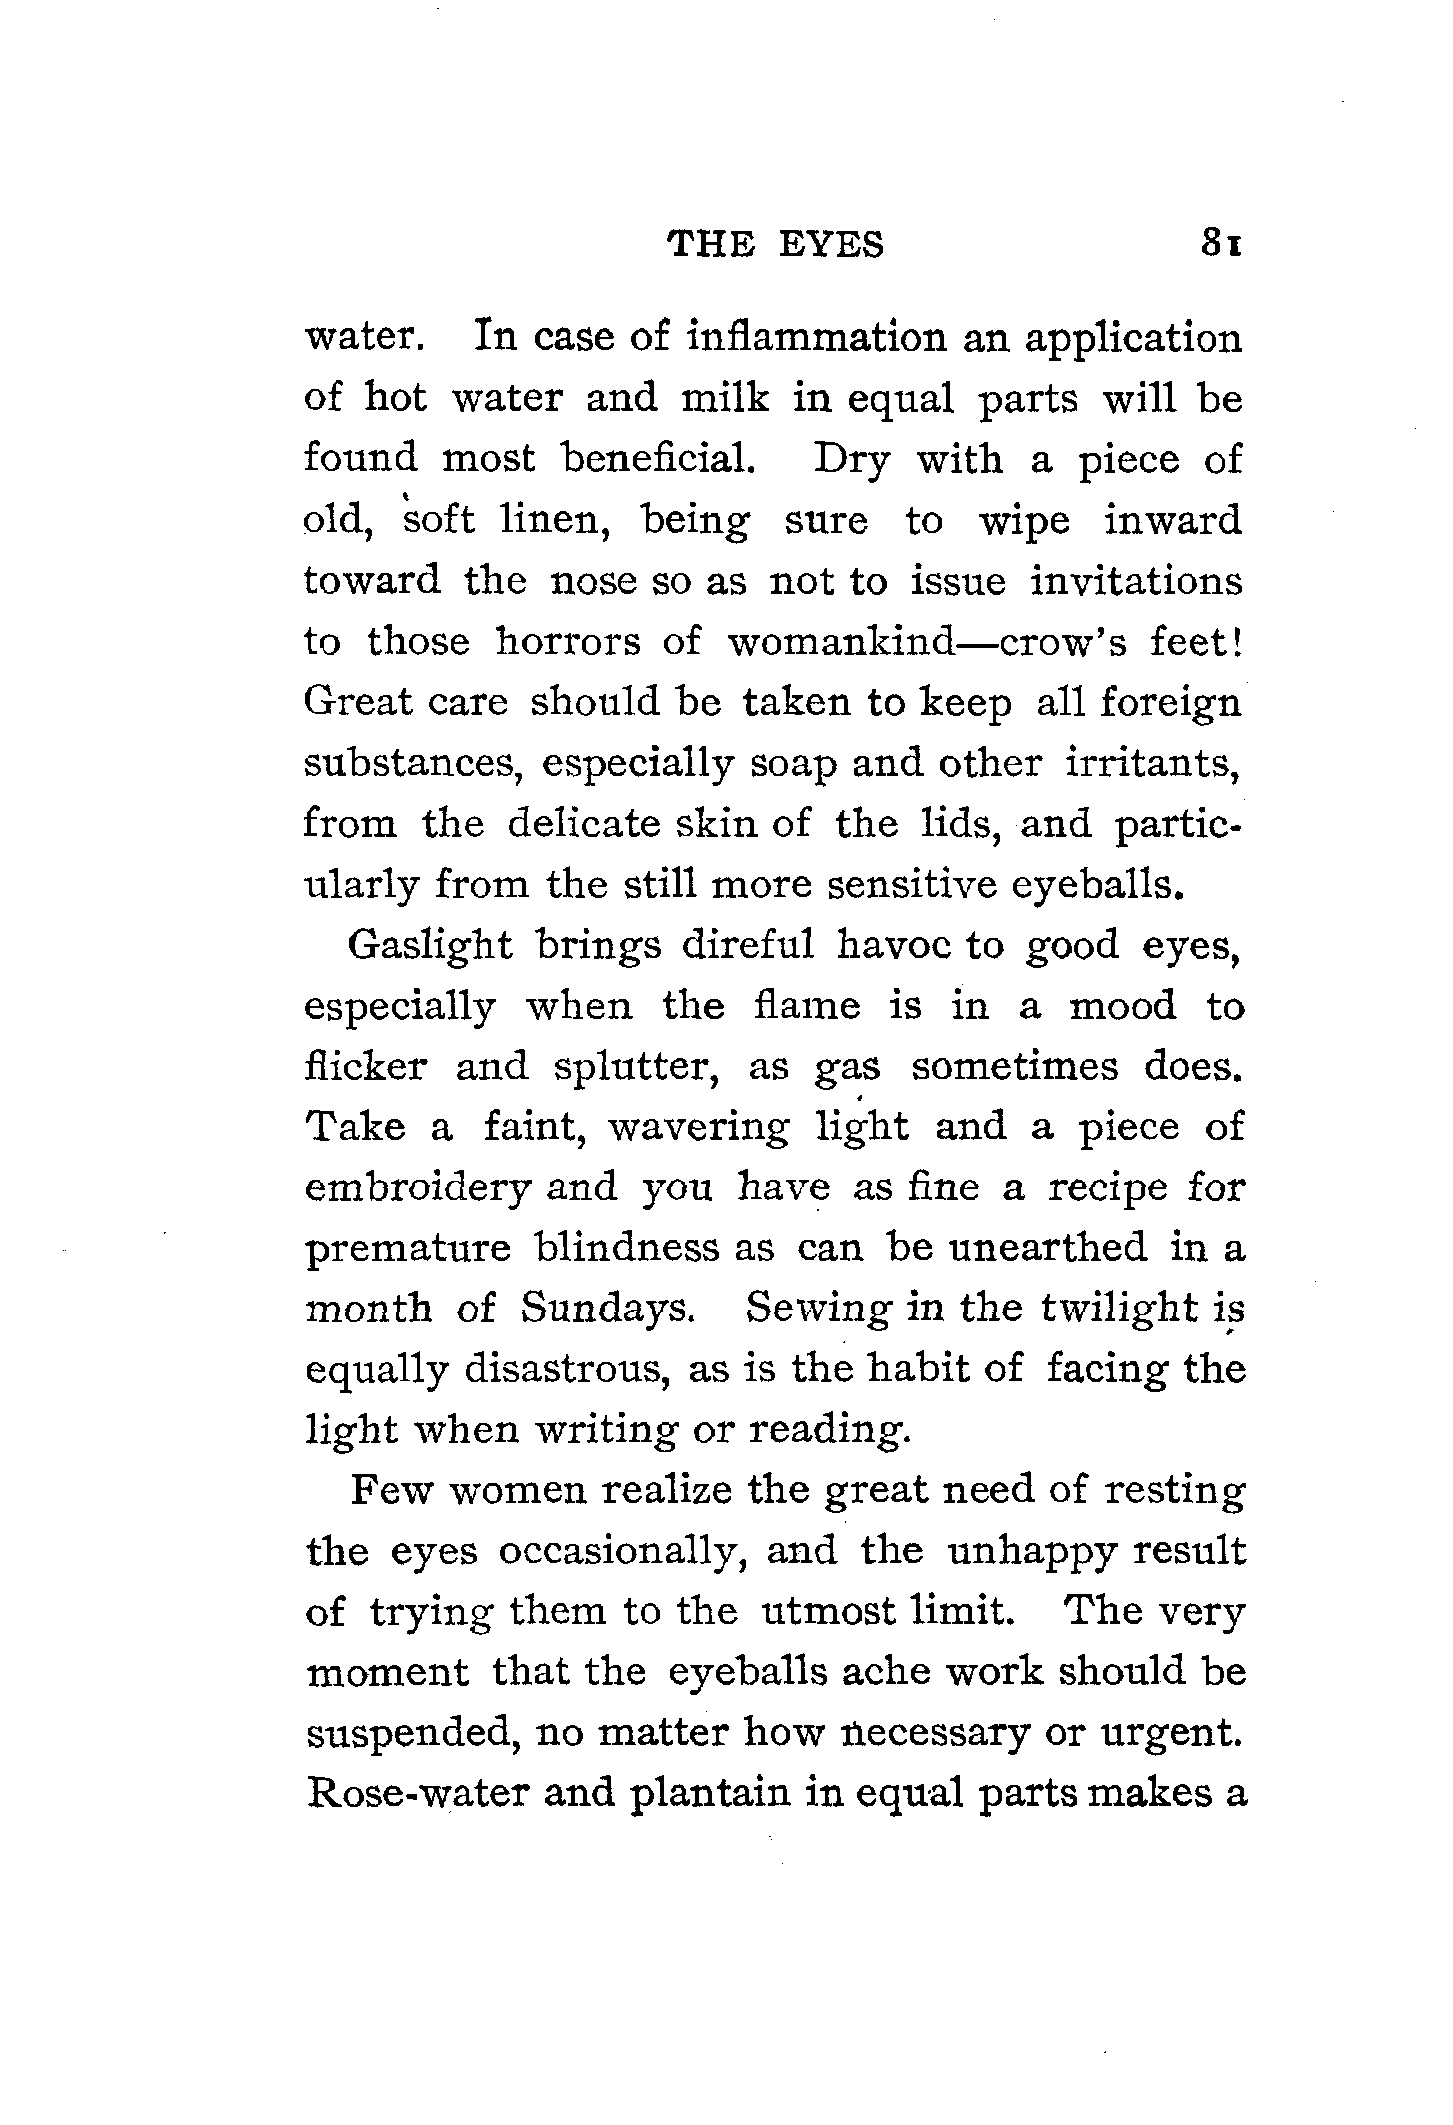 THE EYES 81
water. In case of inflammation an application
of hot water and milk in equal parts will be
found most beneficial. Dry with a piece of
old, soft linen, being sure to wipe inward
toward the nose so as not to issue invitations
to those horrors of womankind—crow's feet!
Great care should be taken to keep all foreign
substances, especially soap and other irritants,
from the delicate skin of the lids, and partic-
ularly from the still more sensitive eyeballs.
Gaslight brings direful havoc to good eyes,
especially when the flame is in a mood to
flicker and splutter, as gas sometimes does.
Take a faint, wavering light and a piece of
embroidery and you have as fine a recipe for
premature blindness as can be unearthed in a
month of Sundays. Sewing in the twilight is
equally disastrous, as is the habit of facing the
light when writing or reading.
Few women realize the great need of resting
the eyes occasionally, and the unhappy result
of trying them to the utmost limit. The very
moment that the eyeballs ache work should be
suspended, no matter how necessary or urgent.
Rose-water and plantain in equal parts makes a